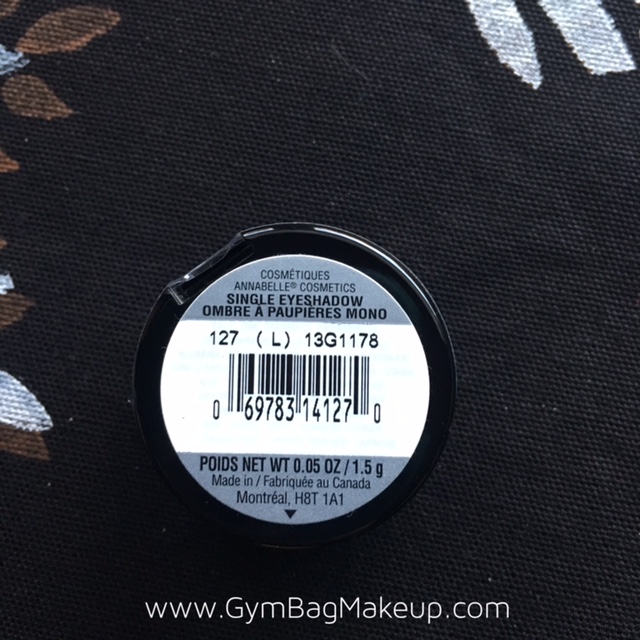 COSMÉTIQUES
ANNABELLE® COSMETICS
SINGLE EYESHADOW
OMBRE À PAUPIÈRES MONO
127 (L) 13G1178
0 69783 14127 0
POIDS NET WT 0.05 OZ / 1.5 g
Made in / Fabriquée au Canada
Montréal, H8T 1A1
www.GymBagMakeup.com